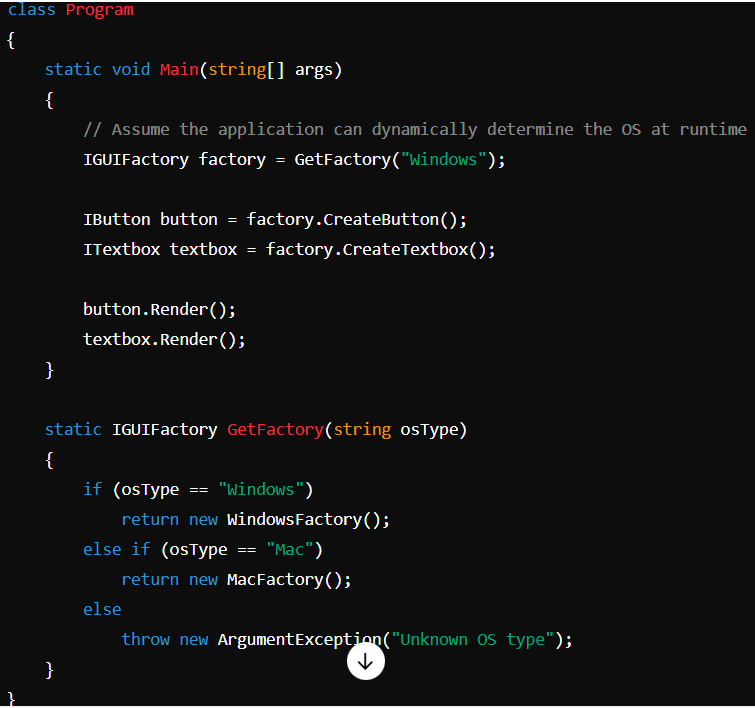 class Program
{
    static void Main(string[] args)
    {
        // Assume the application can dynamically determine the OS at runtime
        IGUIFactory factory = GetFactory("Windows");

        IButton button = factory.CreateButton();
        ITextbox textbox = factory.CreateTextbox();

        button.Render();
        textbox.Render();
    }

    static IGUIFactory GetFactory(string osType)
    {
        if (osType == "Windows")
            return new WindowsFactory();
        else if (osType == "Mac")
            return new MacFactory();
        else
            throw new ArgumentException("Unknown OS type");
    }
}